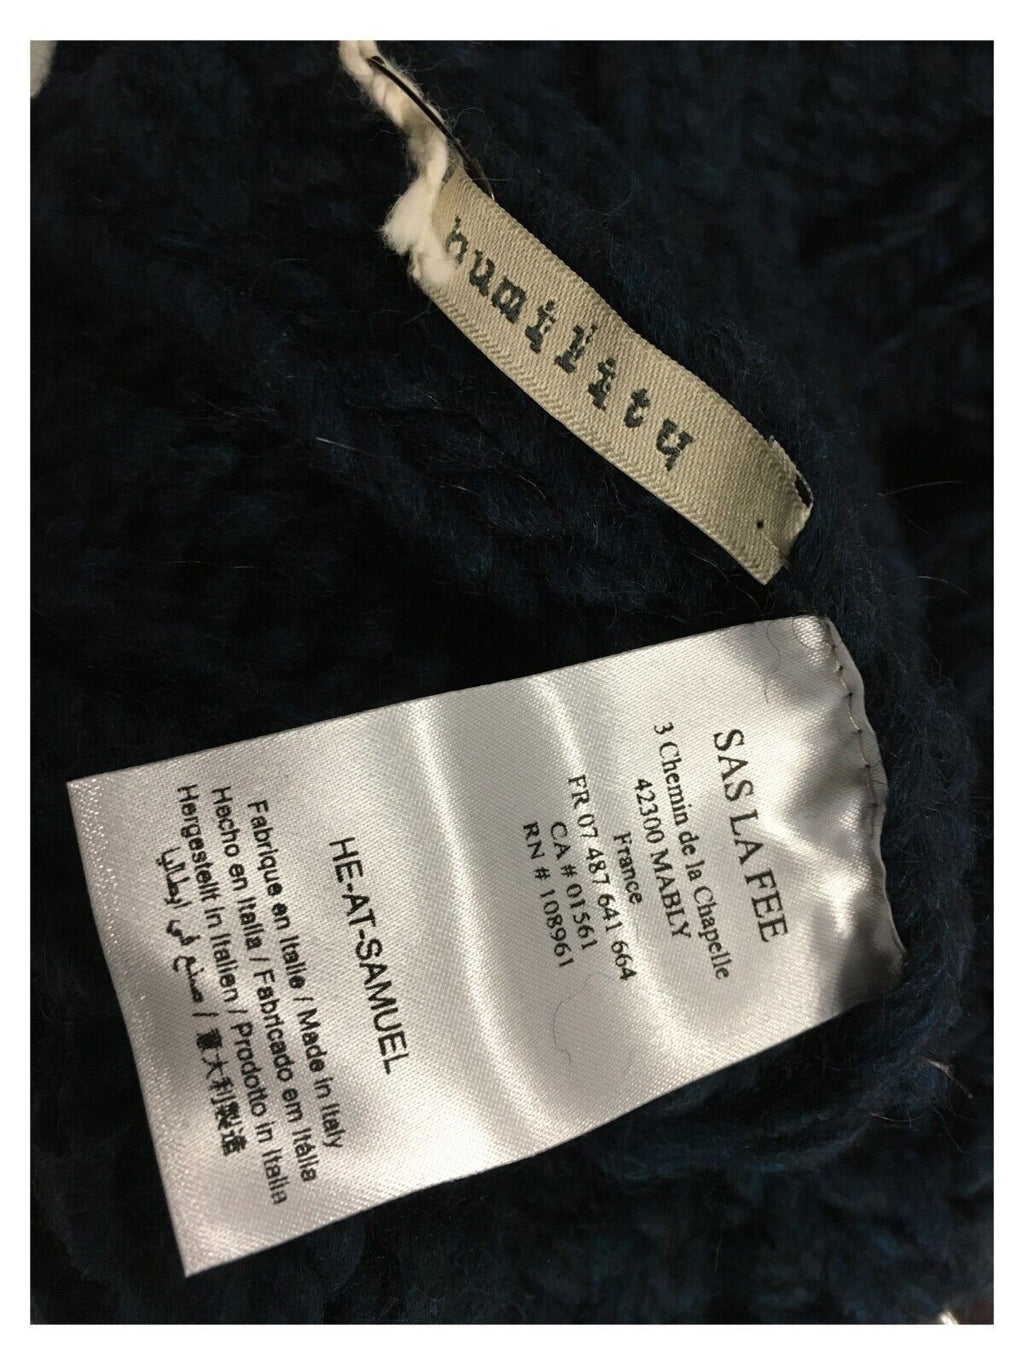 humility
SAS LA FEE
3 Chemin de la Chapelle
42300 MABLY
France
FR 07 487 641 664
CA # 01561
RN # 108961
HE-AT-SAMUEL
Fabrique en Italie / Made in Italy
Hecho en Italia / Fabricado em Itália
Hergestellt in Italien / Prodotto in Italia
صنع في إيطاليا / 意大利製造